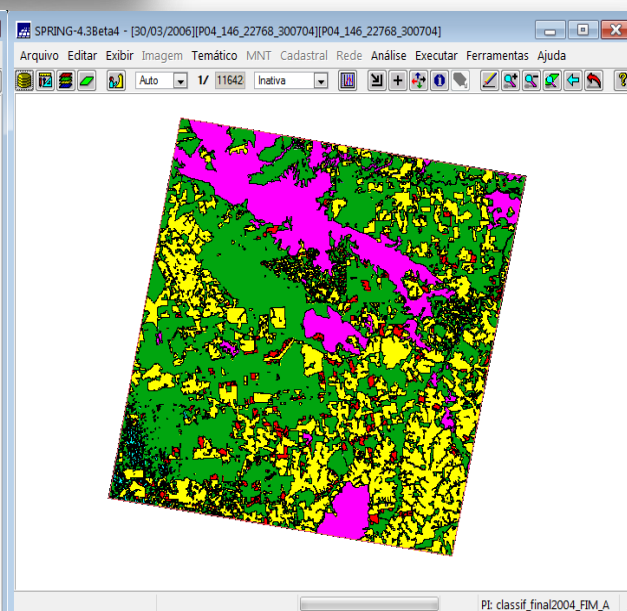 SPRING-4.3Beta4 - [30/03/2006][P04_146_22768_300704][P04_146_22768_300704]
Arquivo Editar Exibir Imagem Temático MNT Cadastral Rede Análise Executar Ferramentas Ajuda
Auto 1/ 11642 Inativa
PI: classif_final2004_FIM_A